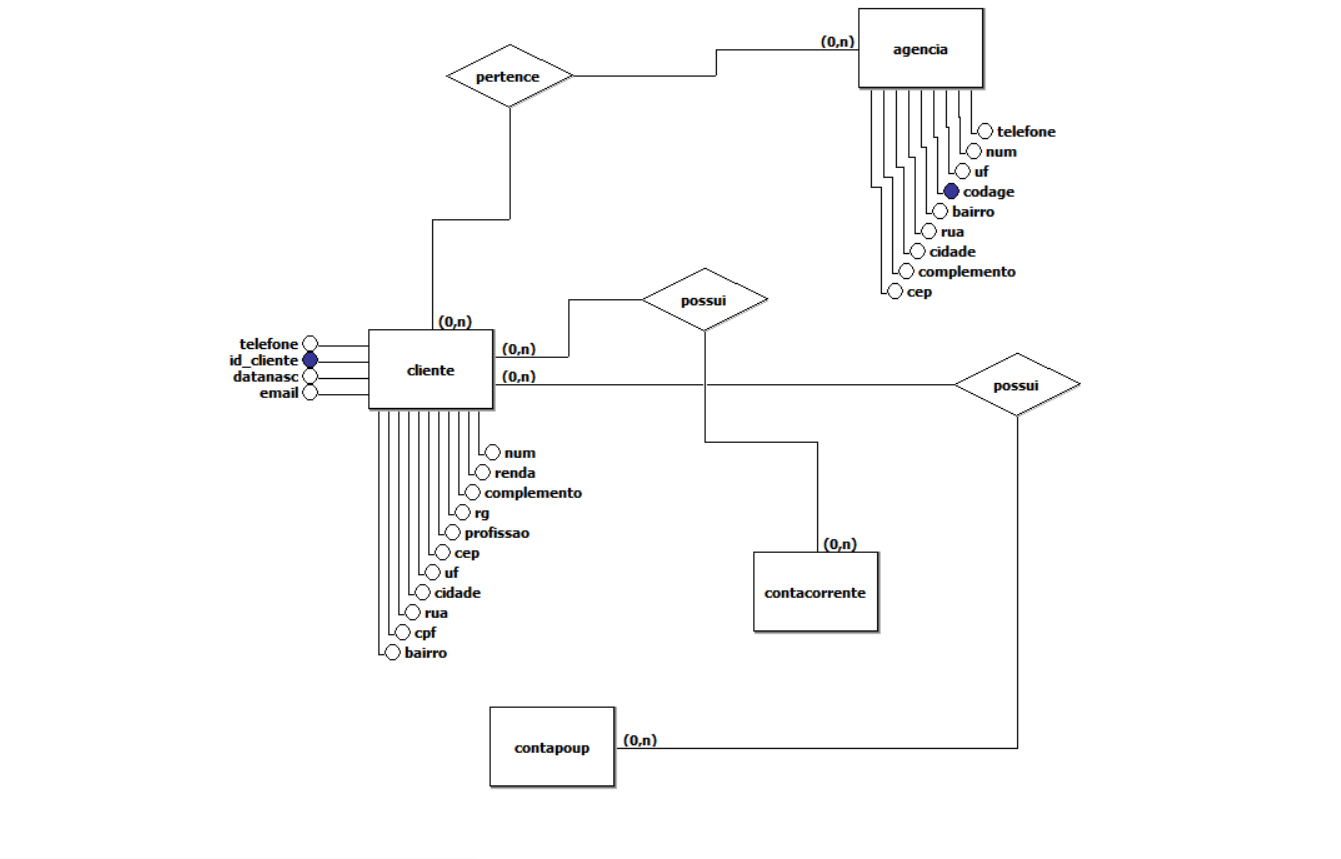 (0,n)
agencia
pertence
telefone
num
uf
codage
bairro
rua
cidade
complemento
cep
possui
(0,n)
telefone
id_cliente
datanasc
email
cliente
(0,n)
(0,n)
possui
num
renda
complemento
rg
profissao
cep
uf
cidade
rua
cpf
bairro
(0,n)
contacorrente
(0,n)
contapoup